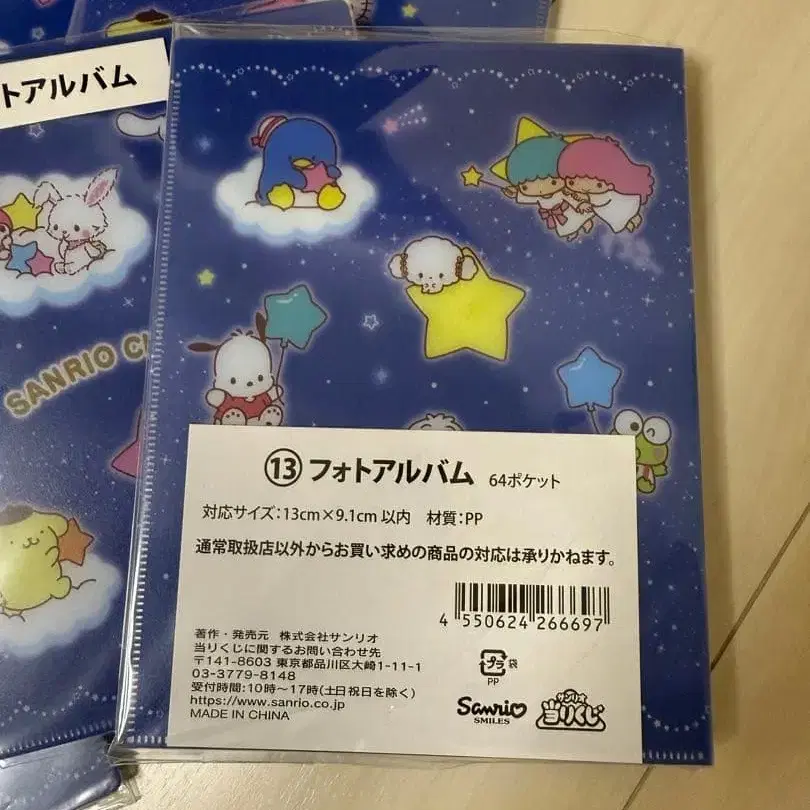 トアルバム
SANRIO C
⑬フォトアルバム 64ポケット
対応サイズ:13cm×9.1cm 以内 材質:PP
通常取扱店以外からお買い求めの商品の対応は承りかねます。
4 550624 266697
著作・発売元 株式会社サンリオ
当りくじに関するお問い合わせ先
〒141-8603 東京都品川区大崎1-11-1
03-3779-8148
受付時間:10時～17時(土日祝日を除く)
https://www.sanrio.co.jp
MADE IN CHINA
プラ 袋
PP
Sanrio
SMILES
サンリオ
当りくじ